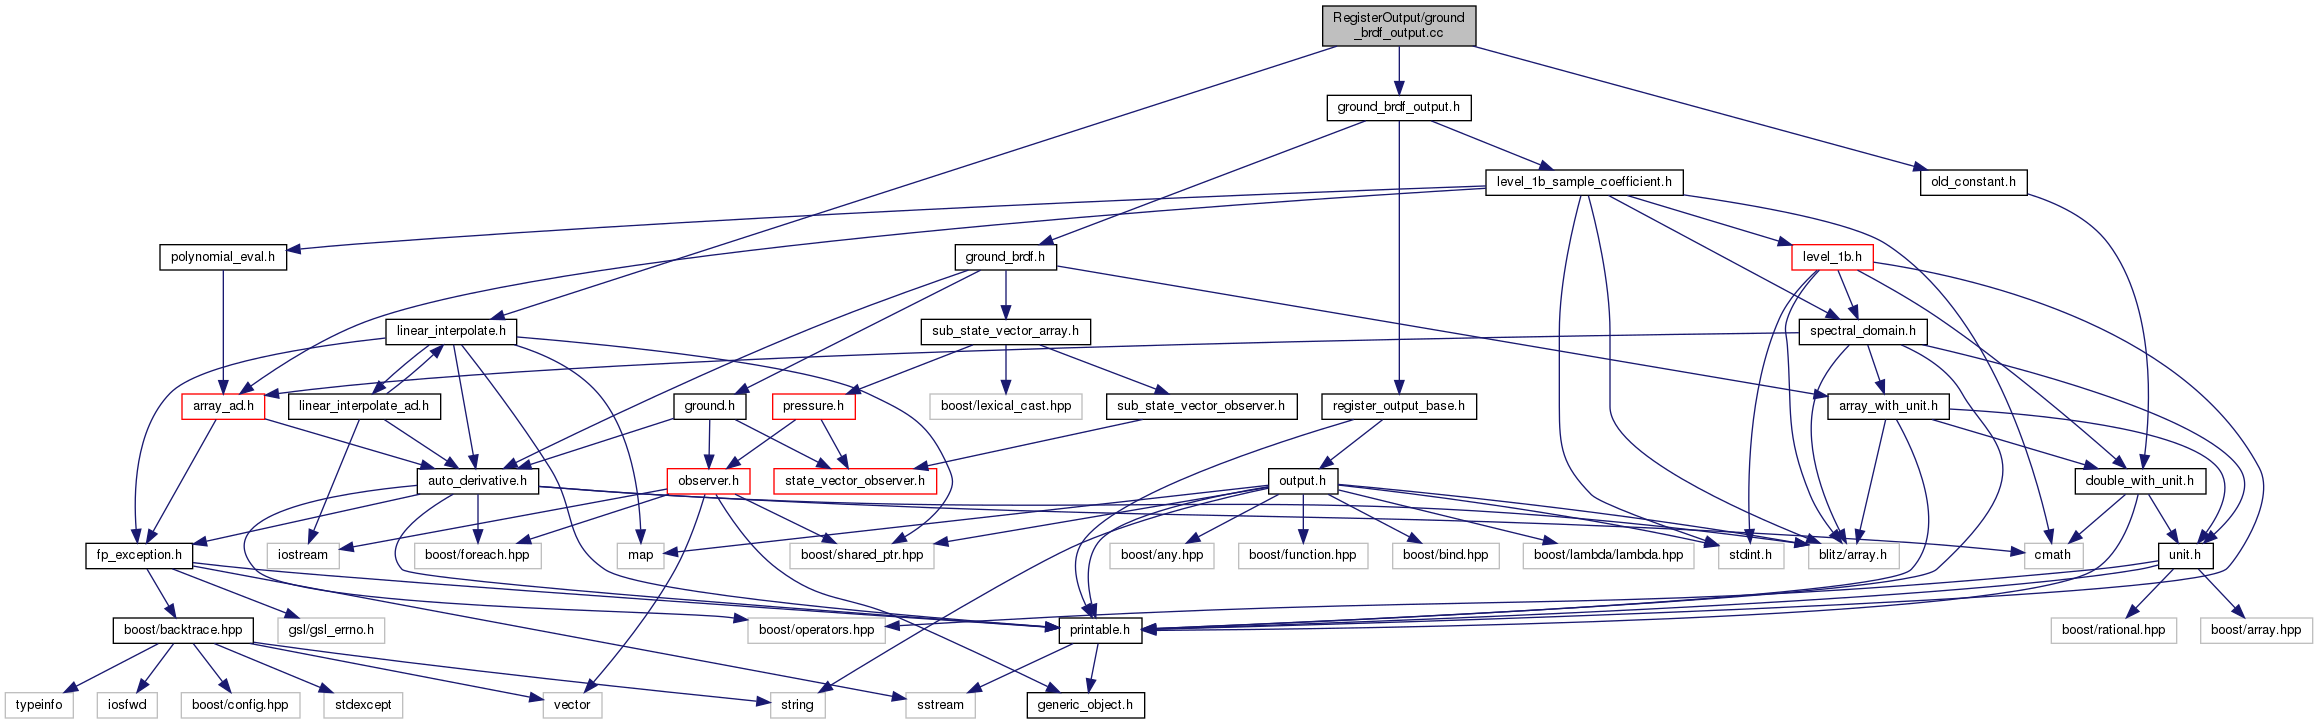 RegisterOutput/ground
_brdf_output.cc
ground_brdf_output.h
level_1b_sample_coefficient.h
old_constant.h
polynomial_eval.h
ground_brdf.h
level_1b.h
linear_interpolate.h
sub_state_vector_array.h
spectral_domain.h
array_ad.h
linear_interpolate_ad.h
ground.h
pressure.h
boost/lexical_cast.hpp
sub_state_vector_observer.h
register_output_base.h
array_with_unit.h
auto_derivative.h
observer.h
state_vector_observer.h
output.h
double_with_unit.h
fp_exception.h
iostream
boost/foreach.hpp
map
boost/shared_ptr.hpp
boost/any.hpp
boost/function.hpp
boost/bind.hpp
boost/lambda/lambda.hpp
stdint.h
blitz/array.h
cmath
unit.h
boost/backtrace.hpp
gsl/gsl_errno.h
boost/operators.hpp
printable.h
boost/rational.hpp
boost/array.hpp
typeinfo
iosfwd
boost/config.hpp
stdexcept
vector
string
sstream
generic_object.h